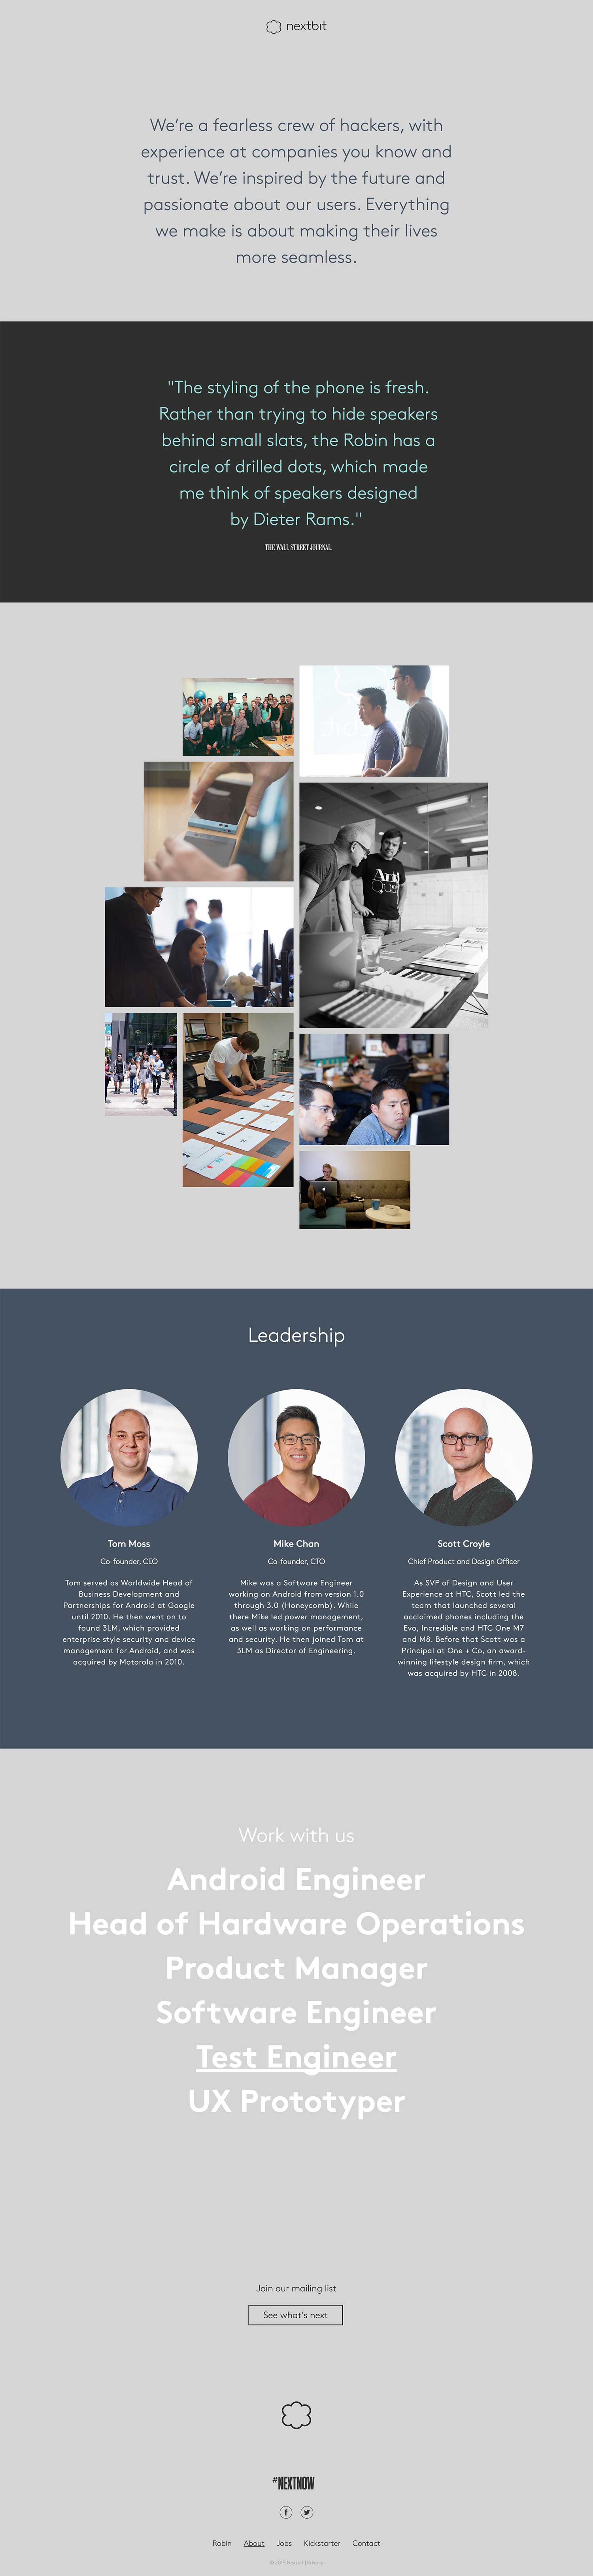 nextbit
We're a fearless crew of hackers, with
experience at companies you know and
trust. We're inspired by the future and
passionate about our users. Everything
we make is about making their lives
more seamless.
"The styling of the phone is fresh.
Rather than trying to hide speakers
behind small slats, the Robin has a
circle of drilled dots, which made
me think of speakers designed
by Dieter Rams."
THE WALL STREET JOURNAL.
Leadership
Tom Moss
Co-founder, CEO
Tom served as Worldwide Head of
Business Development and
Partnerships for Android at Google
until 2010. He then went on to
found 3LM, which provided
enterprise style security and device
management for Android, and was
acquired by Motorola in 2010.
Mike Chan
Co-founder, CTO
Mike was a Software Engineer
working on Android from version 1.0
through 3.0 (Honeycomb). While
there Mike led power management,
as well as working on performance
and security. He then joined Tom at
3LM as Director of Engineering.
Scott Croyle
Chief Product and Design Officer
As SVP of Design and User
Experience at HTC, Scott led the
team that launched several
acclaimed phones including the
Evo, Incredible and HTC One M7
and M8. Before that Scott was a
Principal at One + Co, an award-
winning lifestyle design firm, which
was acquired by HTC in 2008.
Work with us
Android Engineer
Head of Hardware Operations
Product Manager
Software Engineer
Test Engineer
UX Prototyper
Join our mailing list
See what's next
#NEXTNOW
Robin About Jobs Kickstarter Contact
© 2015 Nextbit | Privacy